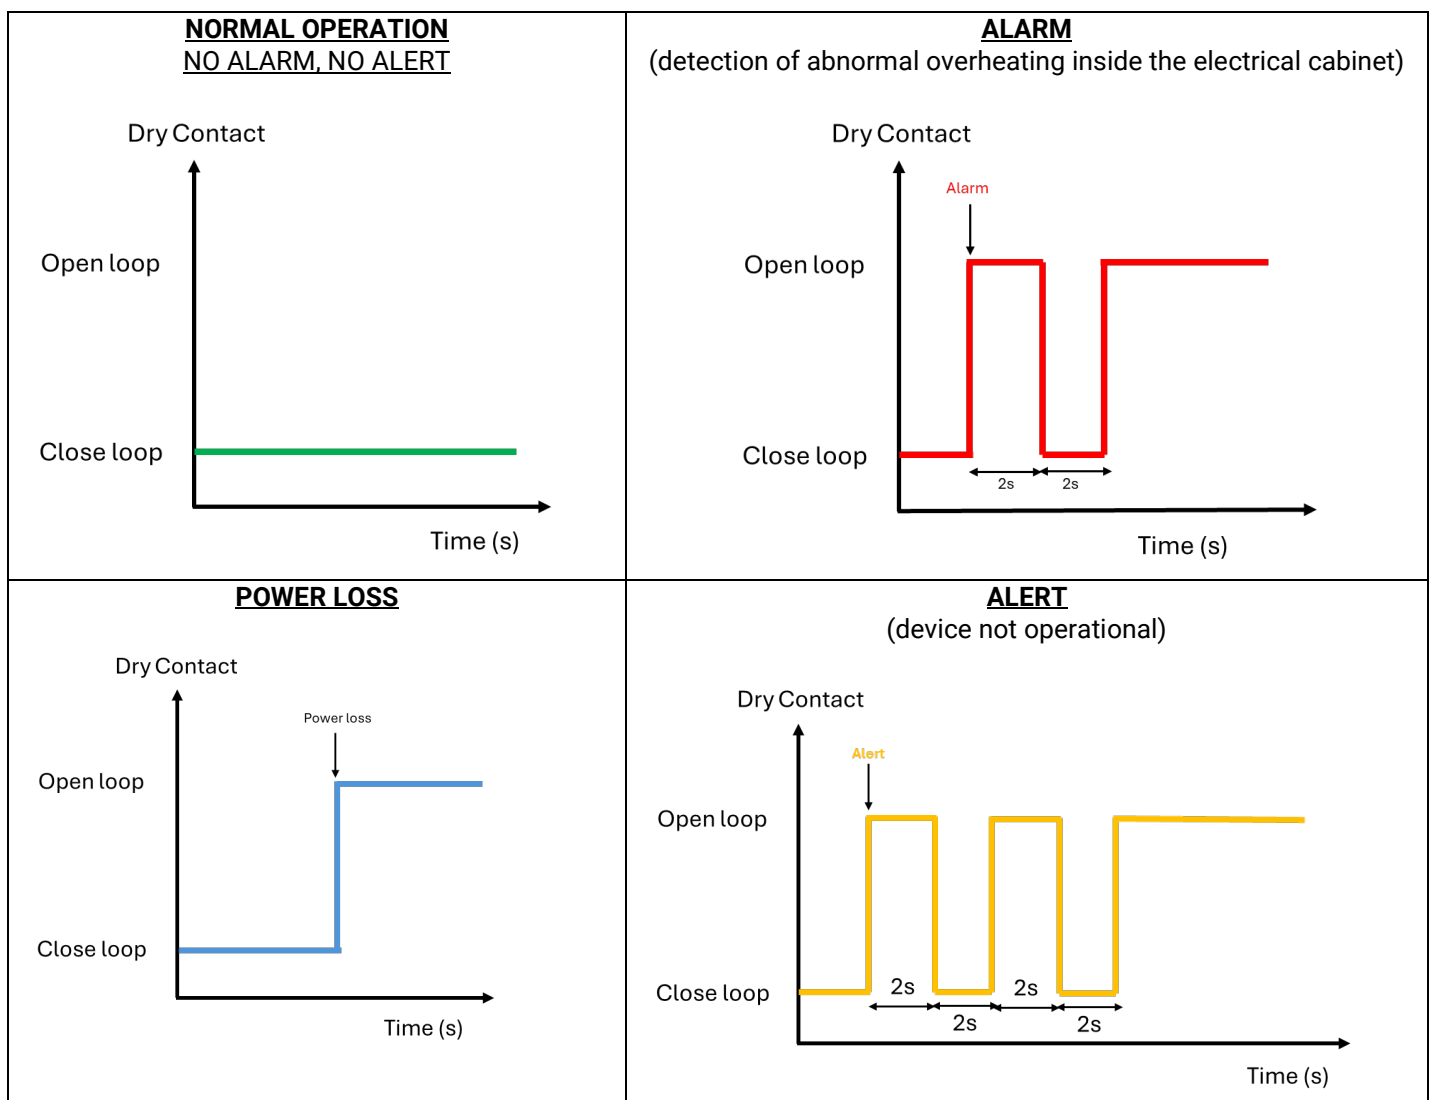 NORMAL OPERATION
NO ALARM, NO ALERT
Dry Contact
Open loop
Close loop
Time (s)
ALARM
(detection of abnormal overheating inside the electrical cabinet)
Dry Contact
Alarm
Open loop
Close loop
2s 2s
Time (s)
POWER LOSS
Dry Contact
Power loss
Open loop
Close loop
Time (s)
ALERT
(device not operational)
Dry Contact
Alert
Open loop
Close loop
2s 2s
2s 2s
Time (s)